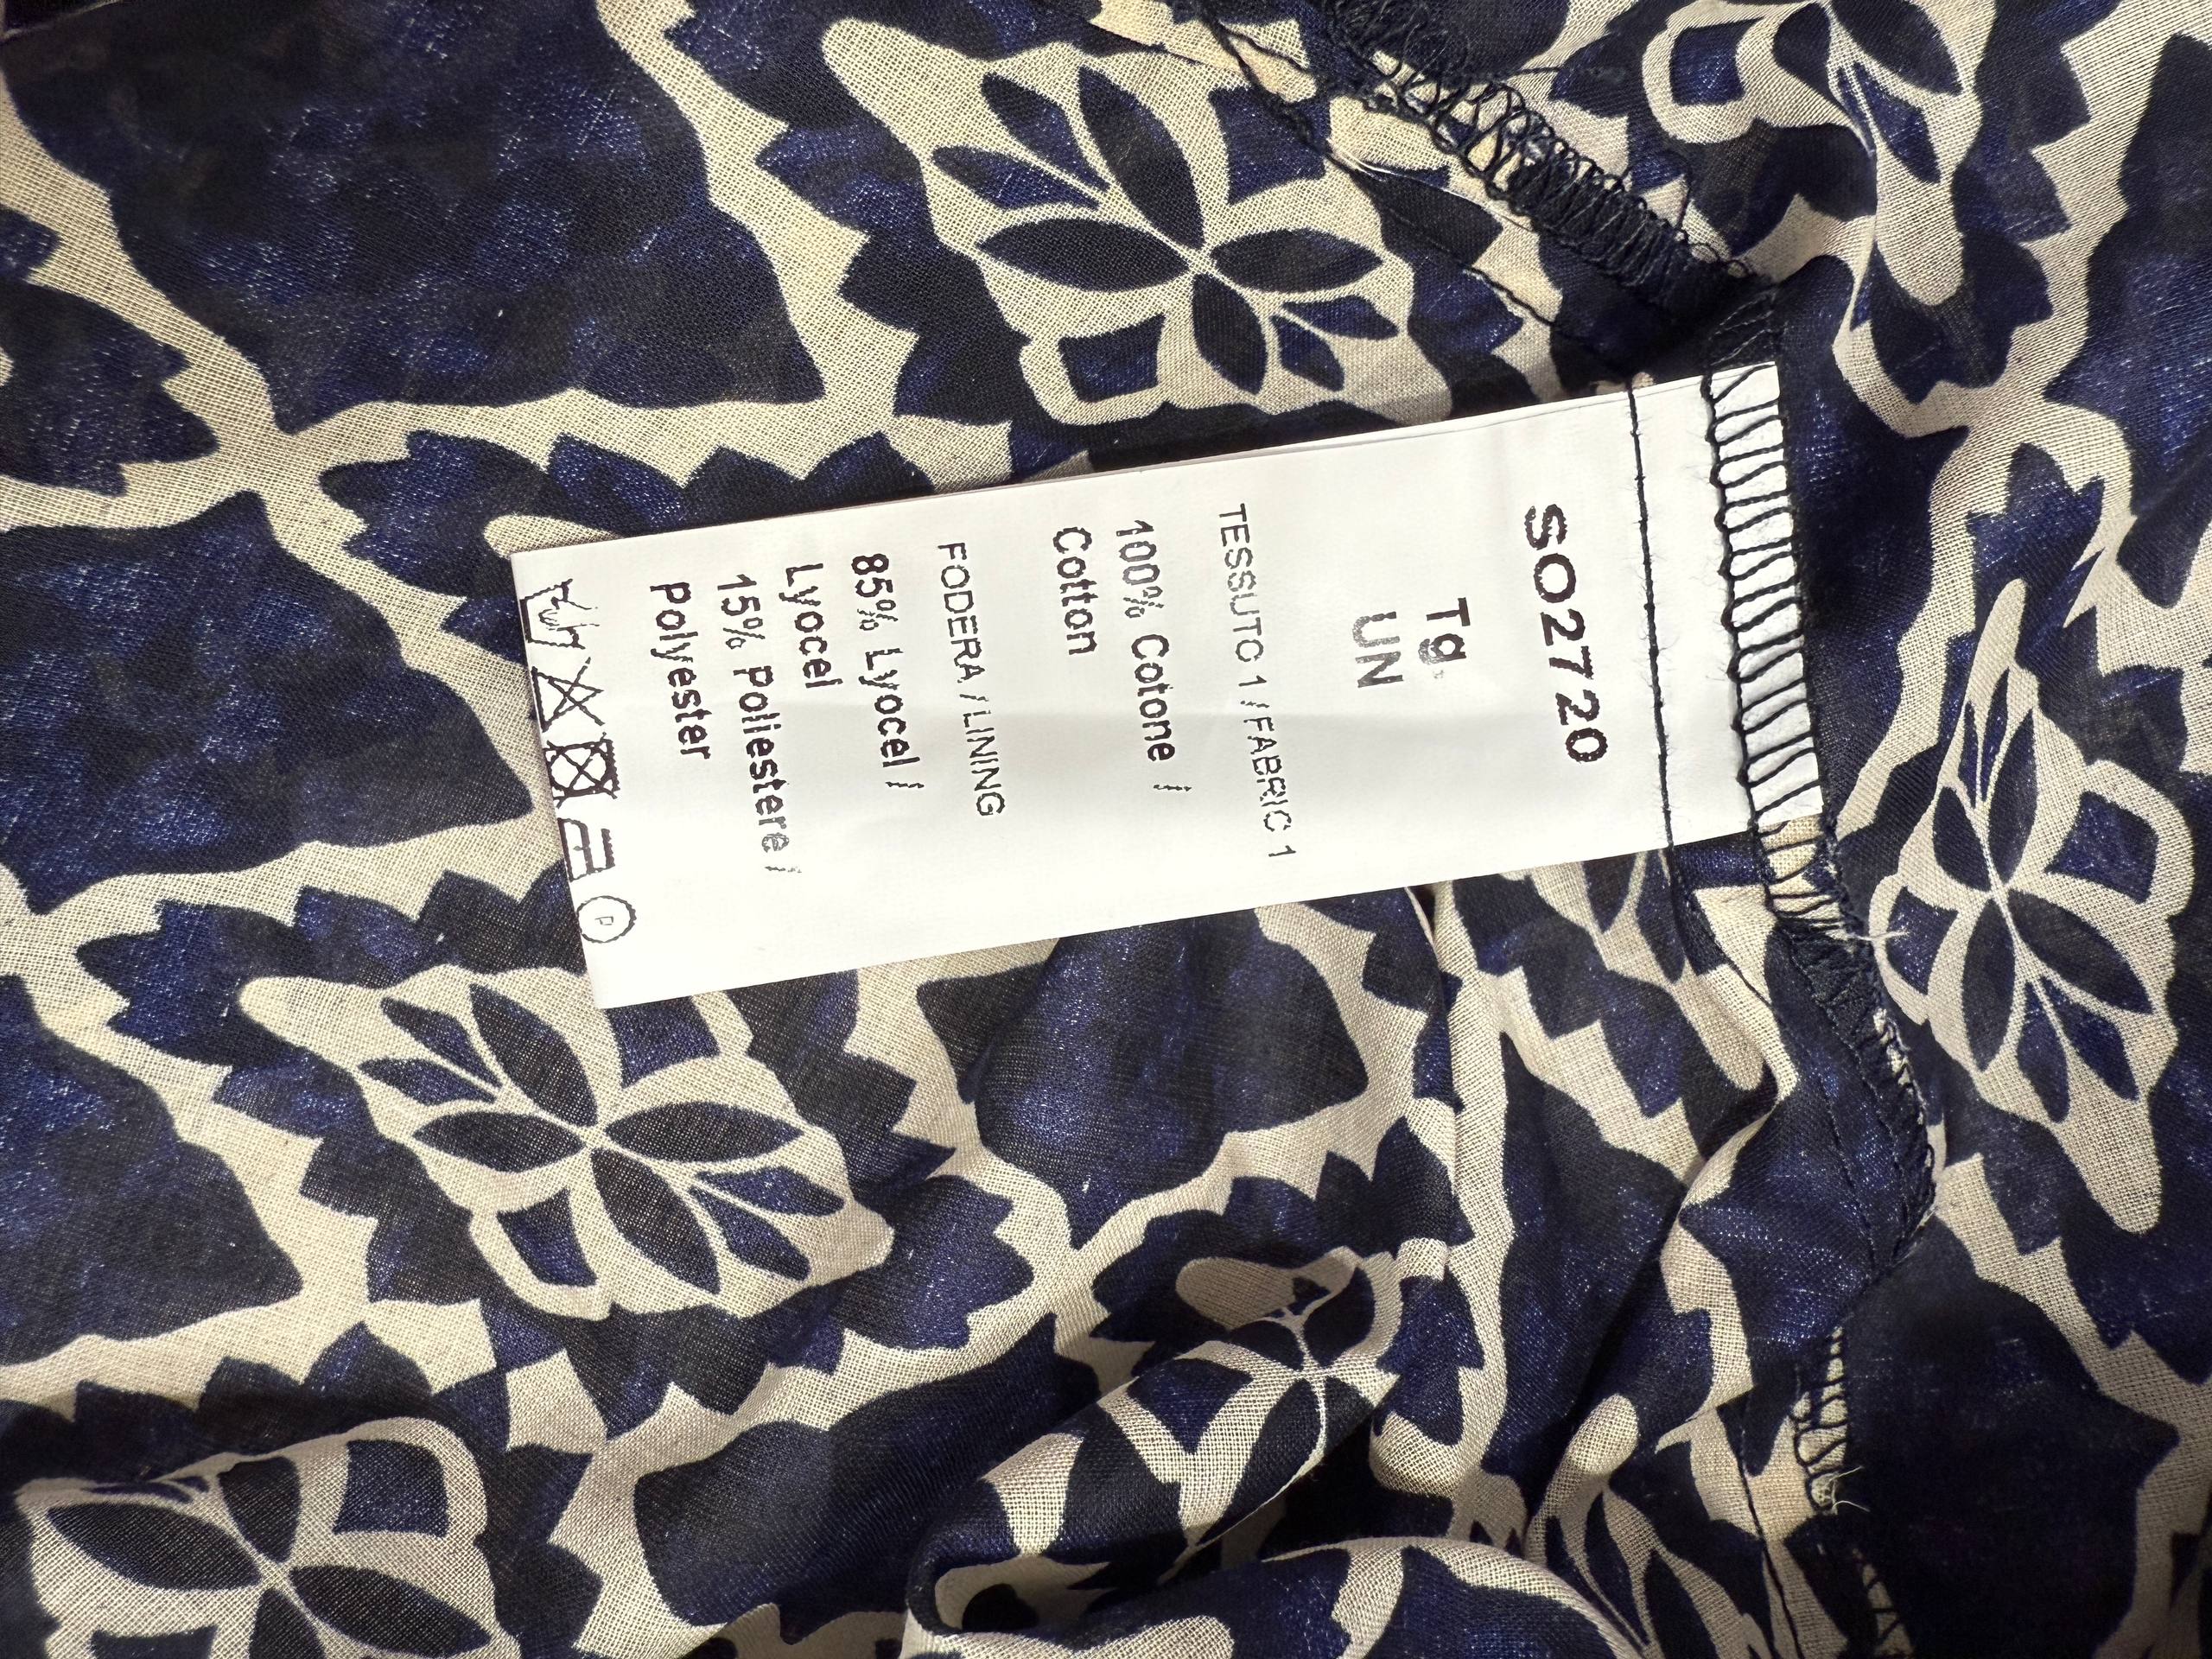 SO2720
Tg.
UN
TESSUTO 1 / FABRIC 1
100% Cotone /
Cotton
FODERA / LINING
85% Lyocel /
Lyocel
15% Poliestere /
Polyester
P